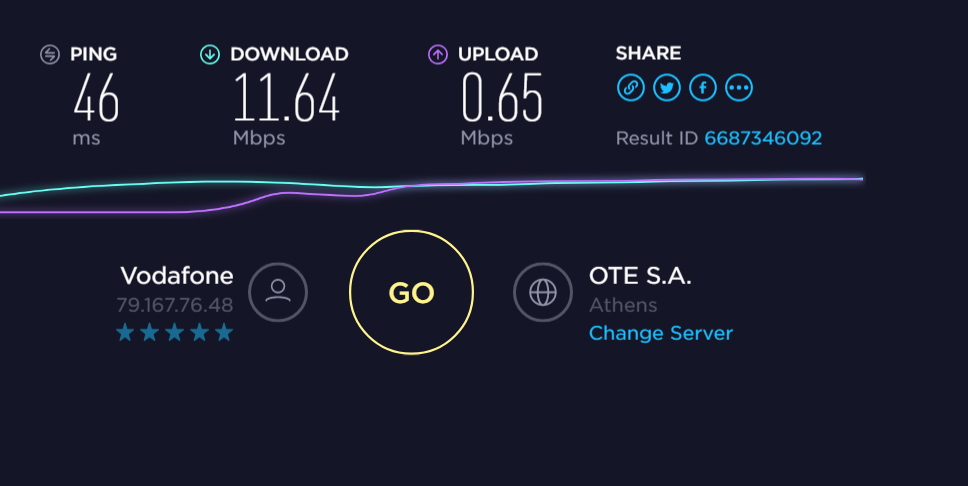 PING
46
ms
DOWNLOAD
11.64
Mbps
UPLOAD
0.65
Mbps
SHARE
Result ID 6687346092
Vodafone
79.167.76.48
GO
OTE S.A.
Athens
Change Server